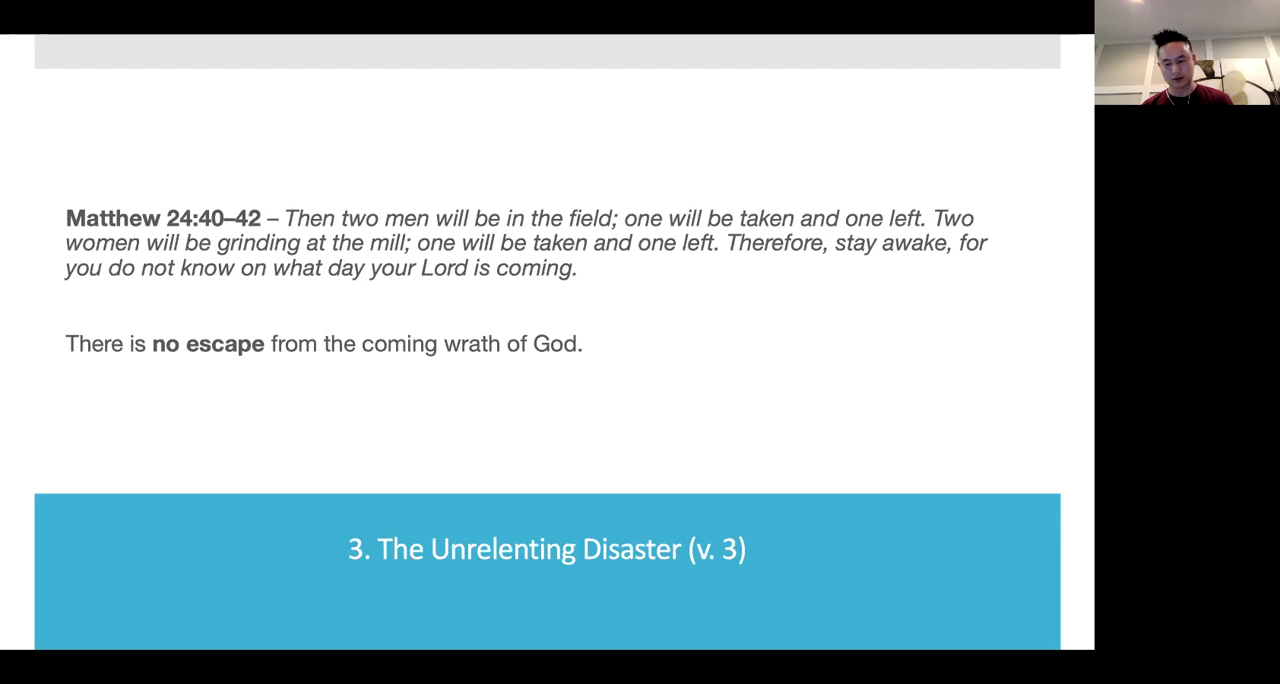 Matthew 24:40–42 – Then two men will be in the field; one will be taken and one left. Two
women will be grinding at the mill; one will be taken and one left. Therefore, stay awake, for
you do not know on what day your Lord is coming.
There is no escape from the coming wrath of God.
3. The Unrelenting Disaster (v. 3)